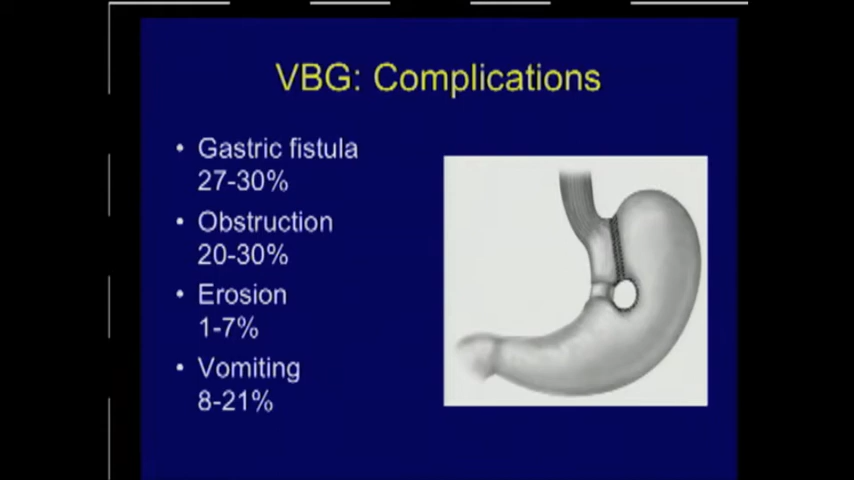 VBG: Complications
• Gastric fistula
27-30%
• Obstruction
20-30%
• Erosion
1-7%
• Vomiting
8-21%